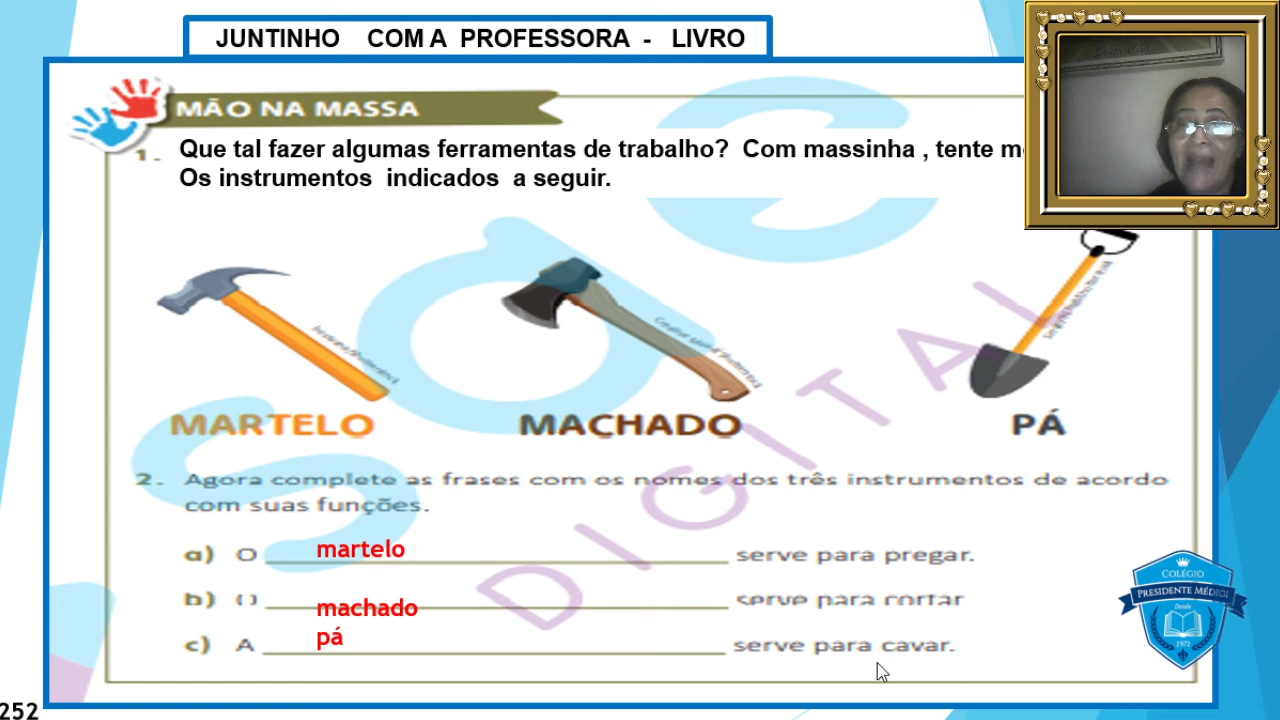 JUNTINHO COM A PROFESSORA - LIVRO
MÃO NA MASSA
1. Que tal fazer algumas ferramentas de trabalho? Com massinha , tente
Os instrumentos indicados a seguir.
MARTELO MACHADO PÁ
2. Agora complete as frases com os nomes dos três instrumentos de acordo
com suas funções.
a) O martelo serve para pregar.
b) O machado serve para cortar
c) A pá serve para cavar.
SAE
DIGITAL
COLÉGIO
PRESIDENTE MÉDICI
Desde
1971
252